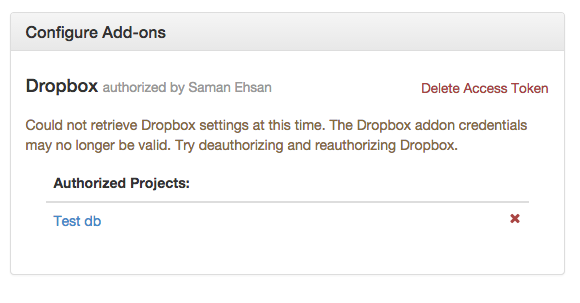 Configure Add-ons
Dropbox authorized by Saman Ehsan
Delete Access Token
Could not retrieve Dropbox settings at this time. The Dropbox addon credentials
may no longer be valid. Try deauthorizing and reauthorizing Dropbox.
Authorized Projects:
Test db